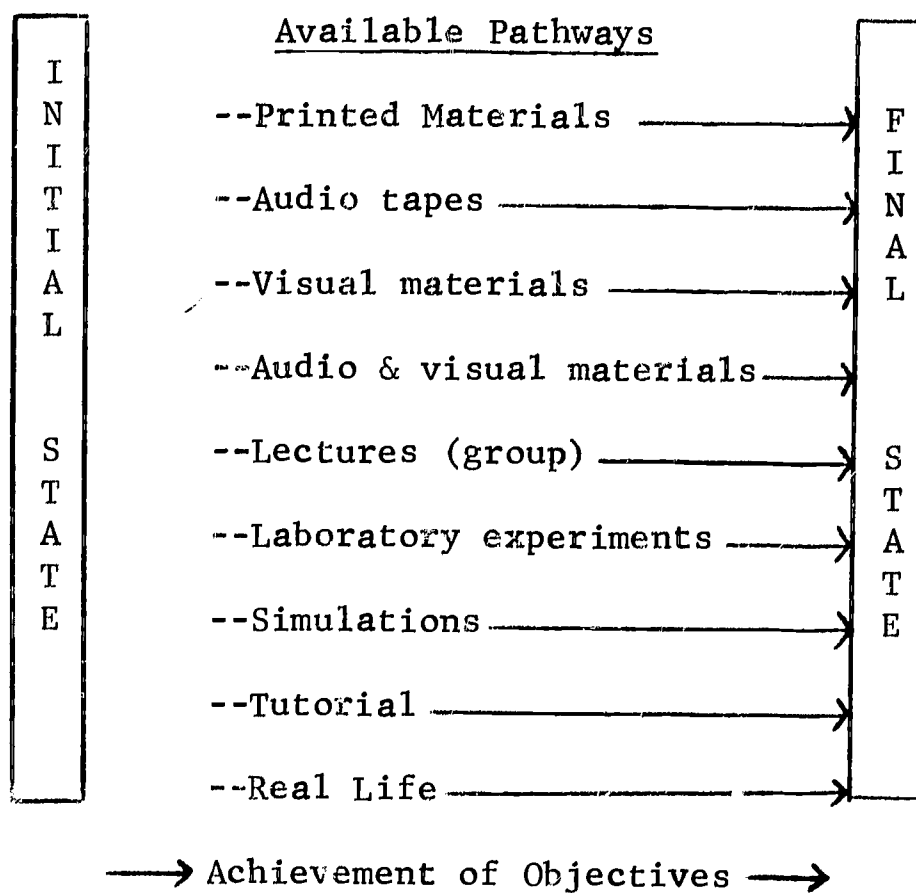 Available Pathways
INITIAL STATE
--Printed Materials
--Audio tapes
--Visual materials
--Audio & visual materials
--Lectures (group)
--Laboratory experiments
--Simulations
--Tutorial
--Real Life
FINAL STATE
Achievement of Objectives